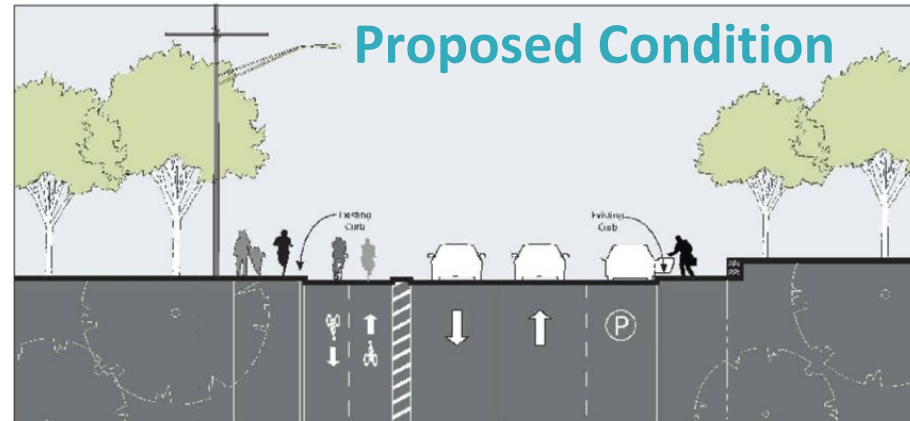 Proposed Condition
Existing
Curb
Existing
Curb
P